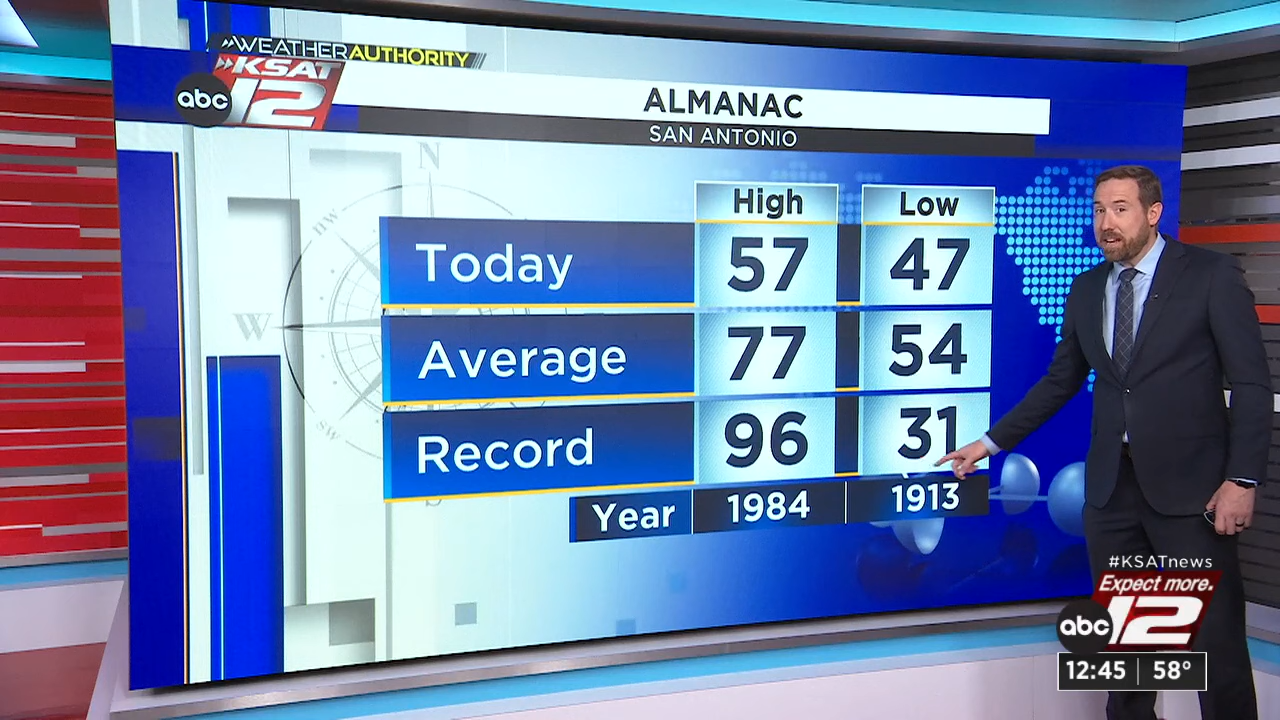 WEATHER AUTHORITY
KSAT
abc 12
ALMANAC
SAN ANTONIO
N
W
SW
S
High Low
Today 57 47
Average 77 54
Record 96 31
Year 1984 1913
#KSATnews
Expect more.
abc 12
12:45 58°